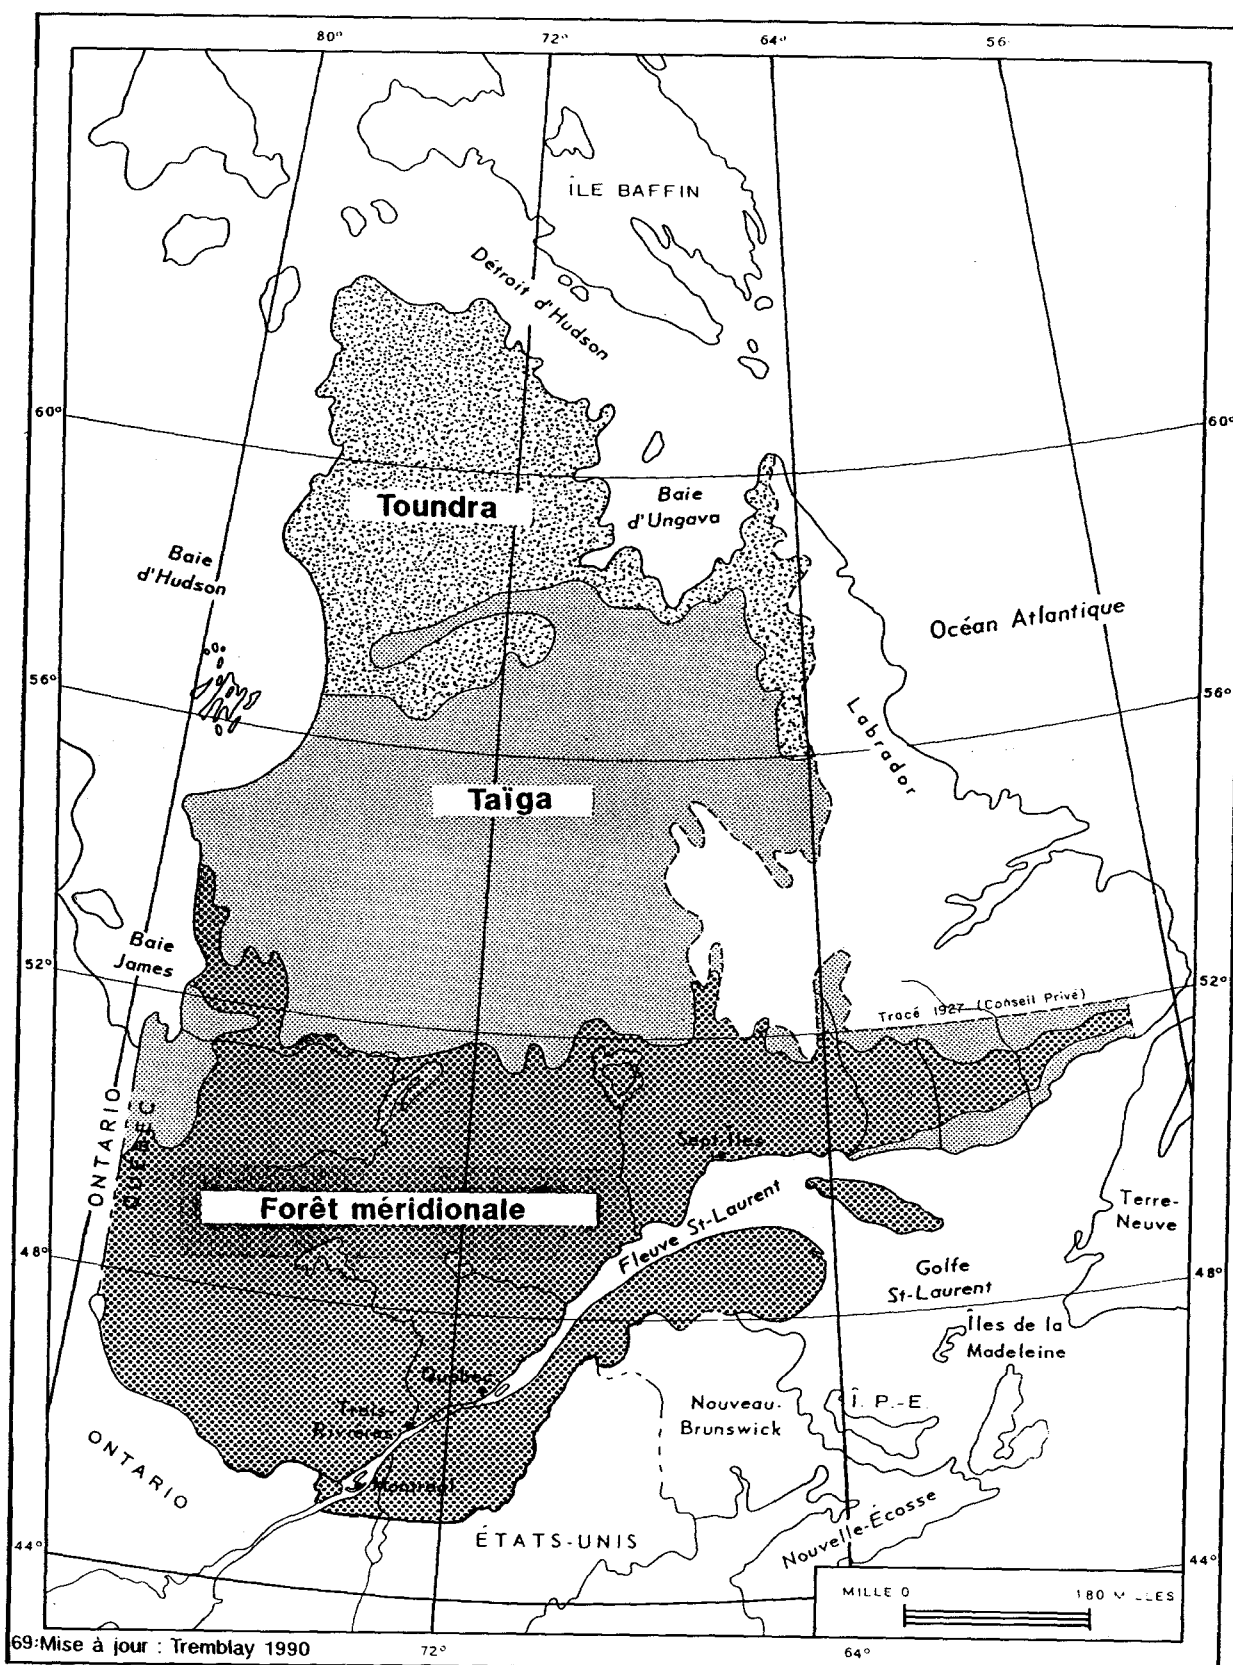 80°
72°
64°
56
ÎLE BAFFIN
Détroit d'Hudson
60°
60°
Toundra
Baie
d'Ungava
Baie
d'Hudson
Océan Atlantique
56°
56°
Labrador
Taïga
Baie
James
52°
52°
Tracé 1927 (Conseil Privé)
ONTARIO
QUÉBEC
Sept-Îles
Forêt méridionale
Fleuve St-Laurent
Terre-
Neuve
48°
48°
Golfe
St-Laurent
Îles de la
Madeleine
Québec
Trois-
Rivières
Nouveau-
Brunswick
Î. P.-E.
ONTARIO
Montréal
ÉTATS-UNIS
Nouvelle-Écosse
44°
44°
MILLE 0
180 MILLES
69:Mise à jour : Tremblay 1990
72°
64°